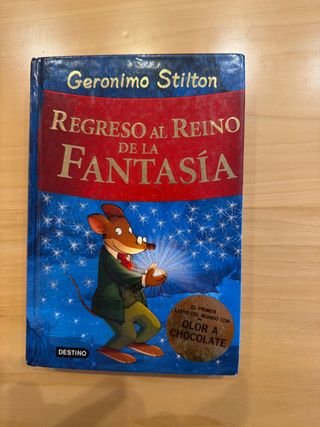 Geronimo Stilton
REGRESO AL REINO
DE LA
FANTASÍA
EL PRIMER
LIBRO DEL MUNDO CON
OLOR A
CHOCOLATE
DESTINO